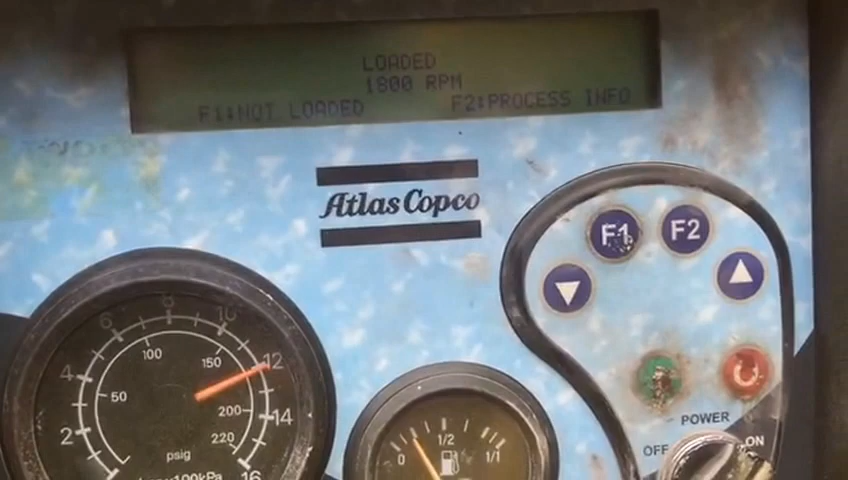 LOADED
1800 RPM
F1:NOT LOADED F2:PROCESS INFO
Atlas Copco
F1 F2
POWER
OFF ON
2 4 6 8 10 12 14 16
50 100 150 200 220
psig
x100kPa
0 1/2 1/1